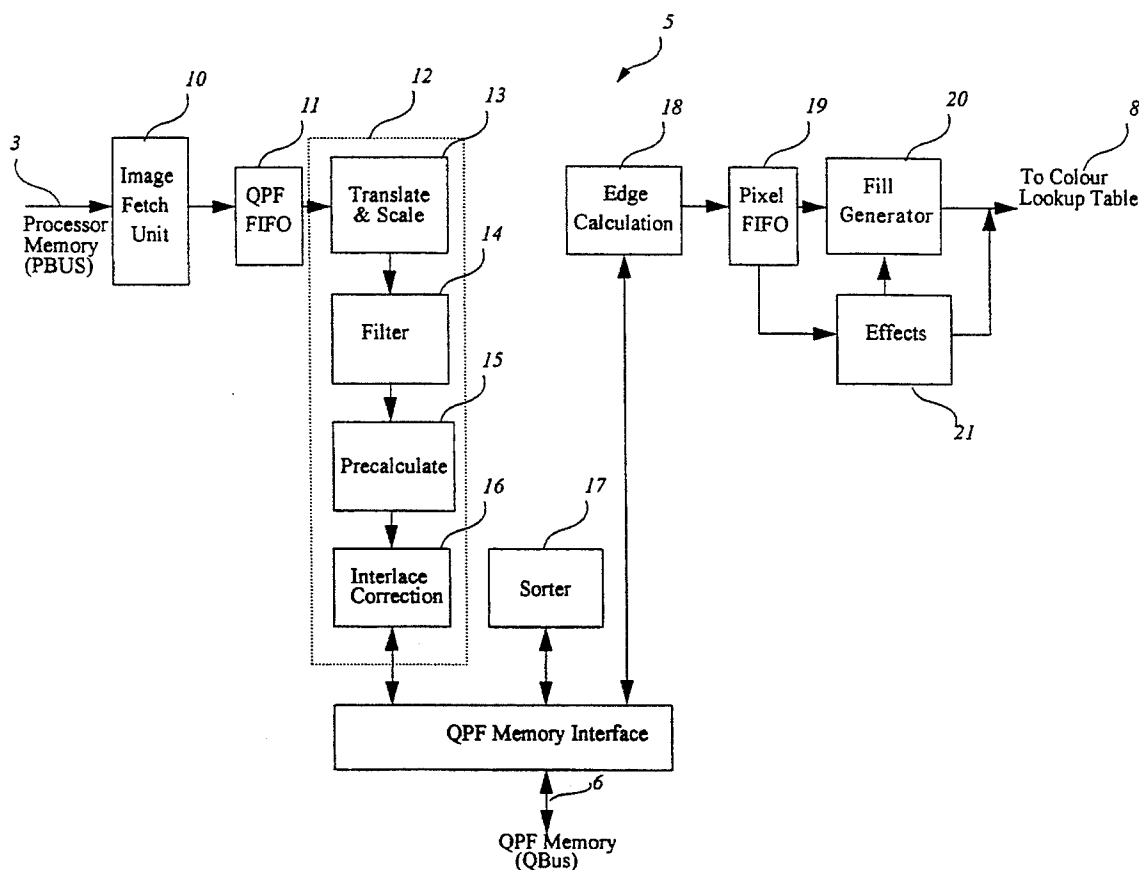 5
10
12
13
18
19
20
8
11
3
Image
Fetch
Unit
QPF
FIFO
Translate
& Scale
Edge
Calculation
Pixel
FIFO
Fill
Generator
To Colour
Lookup Table
Processor
Memory
(PBUS)
14
Filter
Effects
15
21
Precalculate
16
17
Interlace
Correction
Sorter
QPF Memory Interface
6
QPF Memory
(QBus)